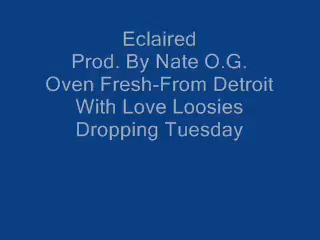 Eclaired
Prod. By Nate O.G.
Oven Fresh-From Detroit
With Love Loosies
Dropping Tuesday